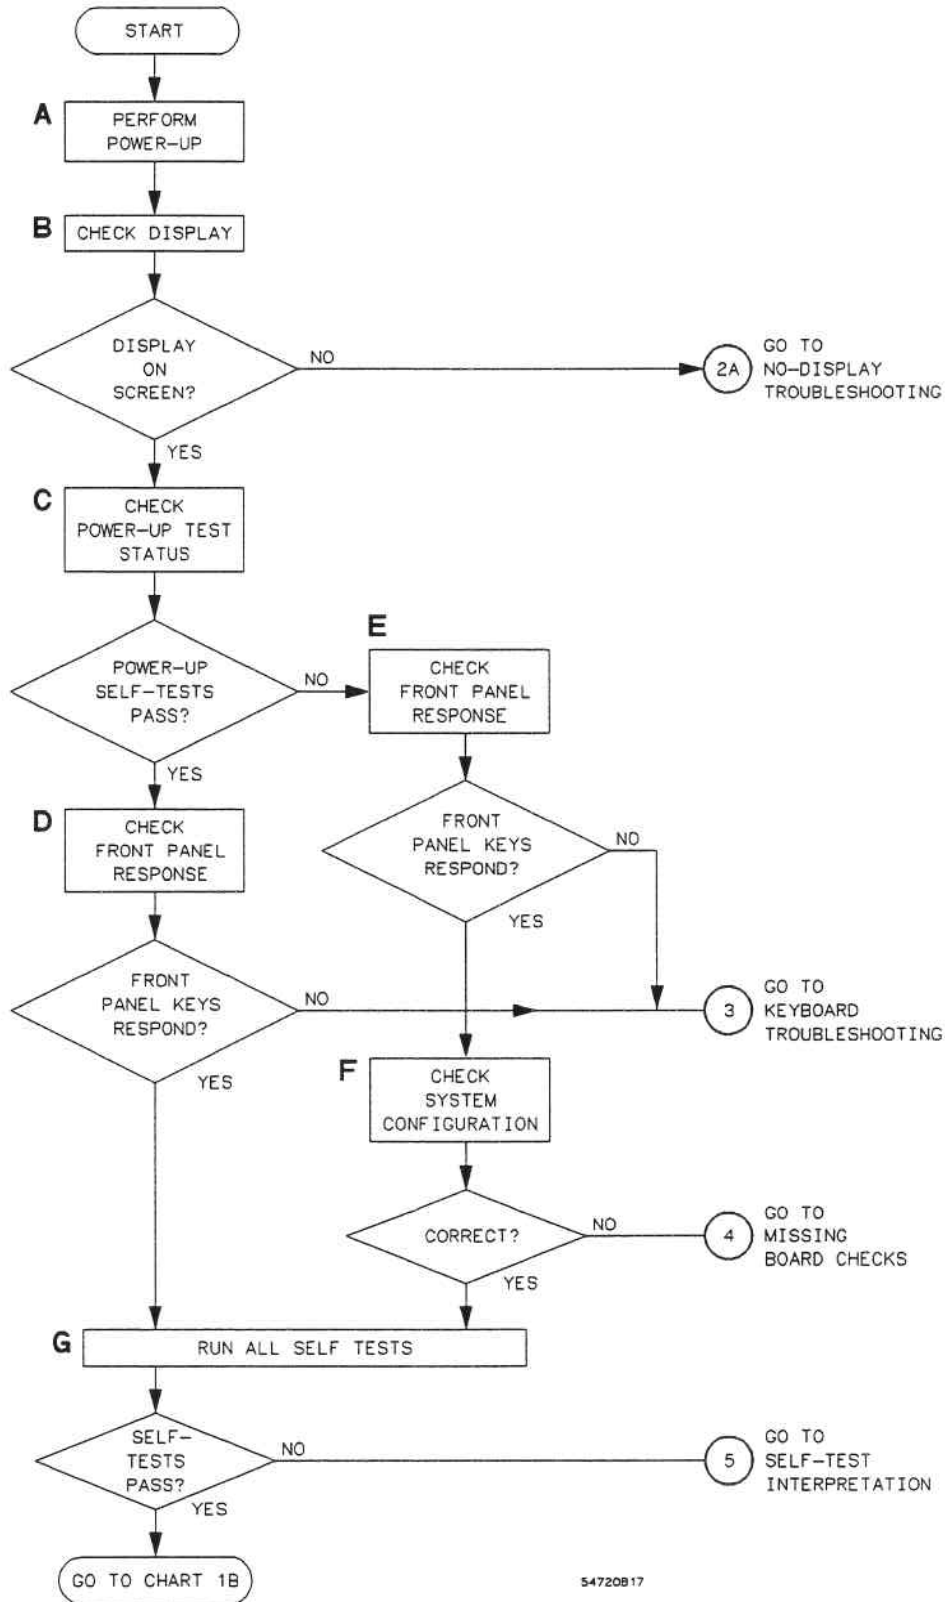 START
A
PERFORM
POWER-UP
B
CHECK DISPLAY
DISPLAY
ON
SCREEN?
NO
2A
GO TO
NO-DISPLAY
TROUBLESHOOTING
YES
C
CHECK
POWER-UP TEST
STATUS
POWER-UP
SELF-TESTS
PASS?
NO
E
CHECK
FRONT PANEL
RESPONSE
YES
D
CHECK
FRONT PANEL
RESPONSE
FRONT
PANEL KEYS
RESPOND?
NO
YES
FRONT
PANEL KEYS
RESPOND?
NO
YES
3
GO TO
KEYBOARD
TROUBLESHOOTING
F
CHECK
SYSTEM
CONFIGURATION
CORRECT?
NO
4
GO TO
MISSING
BOARD CHECKS
YES
G
RUN ALL SELF TESTS
SELF-
TESTS
PASS?
NO
5
GO TO
SELF-TEST
INTERPRETATION
YES
GO TO CHART 1B
54720B17